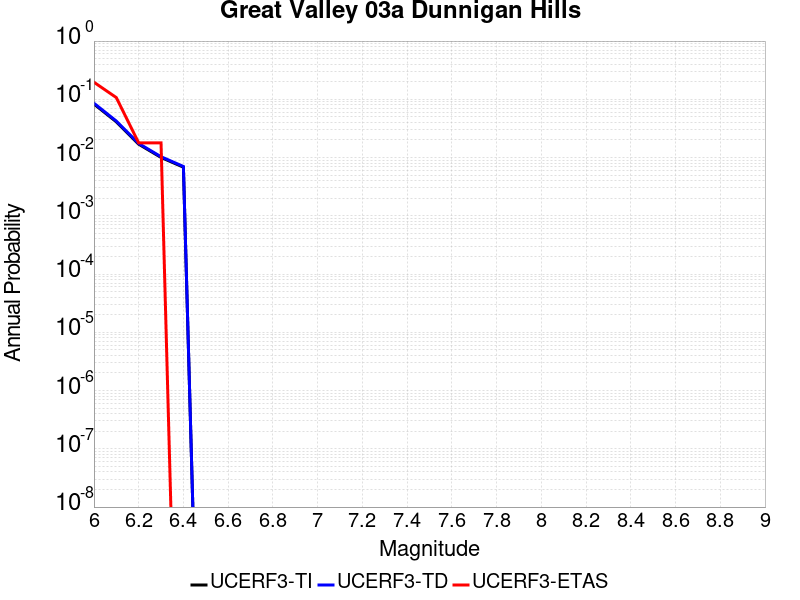 Great Valley 03a Dunnigan Hills
10^0
10^-1
10^-2
10^-3
10^-4
10^-5
10^-6
10^-7
10^-8
Annual Probability
6 6.2 6.4 6.6 6.8 7 7.2 7.4 7.6 7.8 8 8.2 8.4 8.6 8.8 9
Magnitude
UCERF3-TI UCERF3-TD UCERF3-ETAS